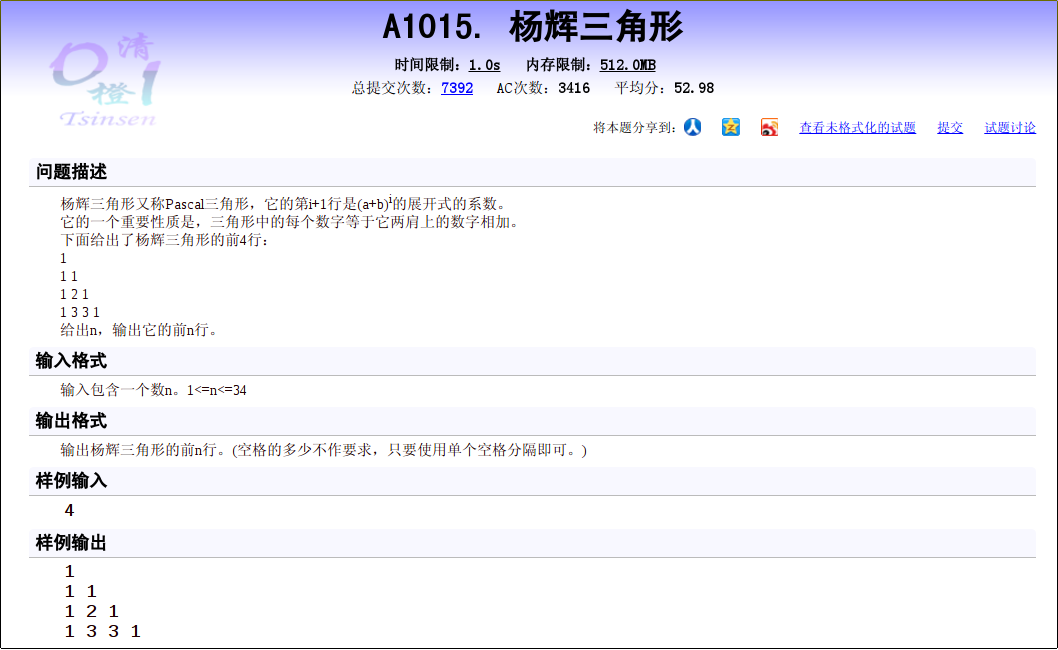 A1015. 杨辉三角形
清
橙
Tsinsen
时间限制：1.0s 内存限制：512.0MB
总提交次数：7392 AC次数：3416 平均分：52.98
将本题分享到： 查看未格式化的试题 提交 试题讨论
问题描述
杨辉三角形又称Pascal三角形，它的第i+1行是(a+b)i的展开式的系数。
它的一个重要性质是，三角形中的每个数字等于它两肩上的数字相加。
下面给出了杨辉三角形的前4行：
1
1 1
1 2 1
1 3 3 1
给出n，输出它的前n行。
输入格式
输入包含一个数n。1<=n<=34
输出格式
输出杨辉三角形的前n行。(空格的多少不作要求，只要使用单个空格分隔即可。)
样例输入
4
样例输出
1
1 1
1 2 1
1 3 3 1